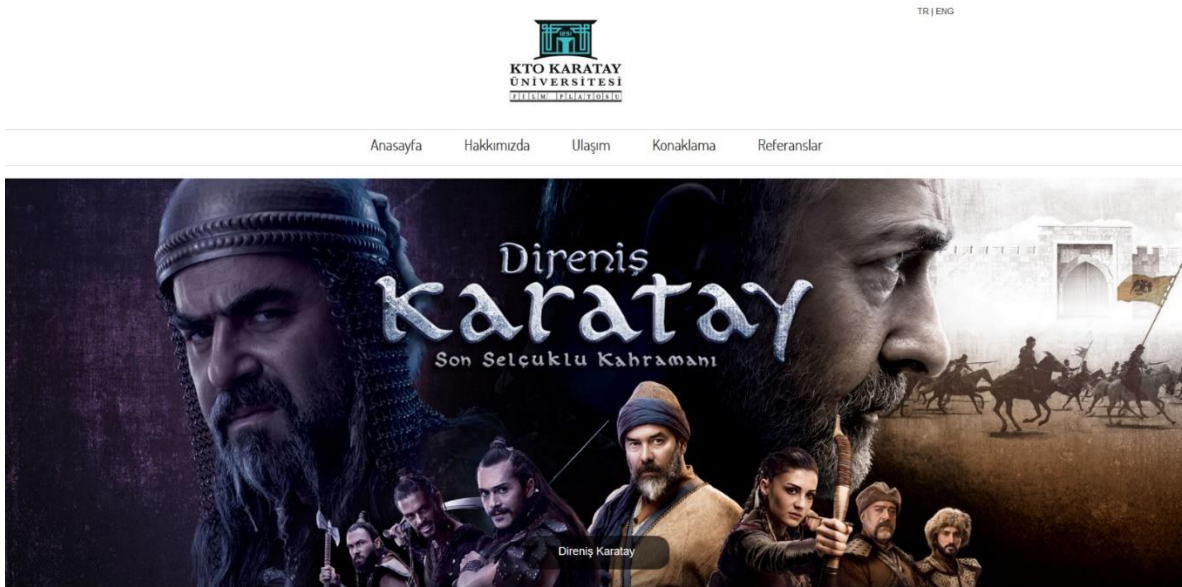 TR | ENG
1251
KTO KARATAY
ÜNİVERSİTESİ
FİLM PLATOSU
Anasayfa Hakkımızda Ulaşım Konaklama Referanslar
Direniş
Karatay
Son Selçuklu Kahramanı
Direniş Karatay